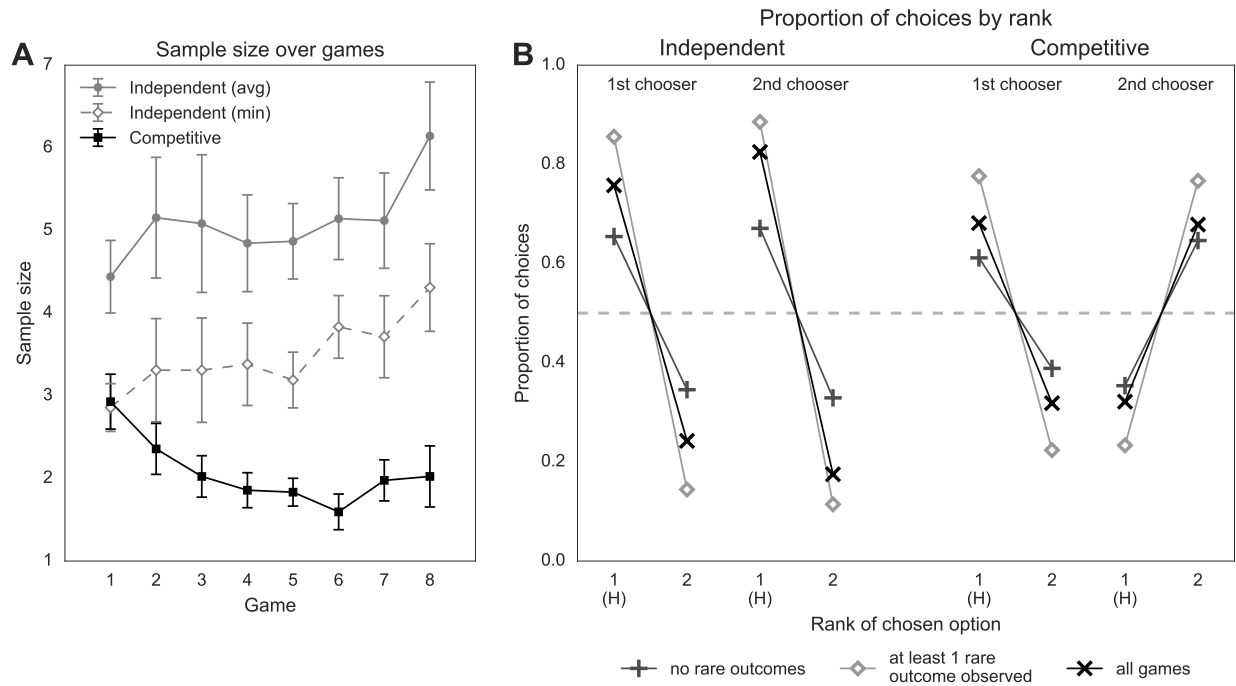 A
Sample size over games
7
6
5
4
3
2
1
Sample size
Independent (avg)
Independent (min)
Competitive
1 2 3 4 5 6 7 8
Game
B
Proportion of choices by rank
Independent
Competitive
1st chooser
2nd chooser
1st chooser
2nd chooser
1.0
0.8
0.6
0.4
0.2
0.0
Proportion of choices
1 2 1 2 1 2 1 2
(H) (H) (H) (H)
Rank of chosen option
no rare outcomes
at least 1 rare
outcome observed
all games